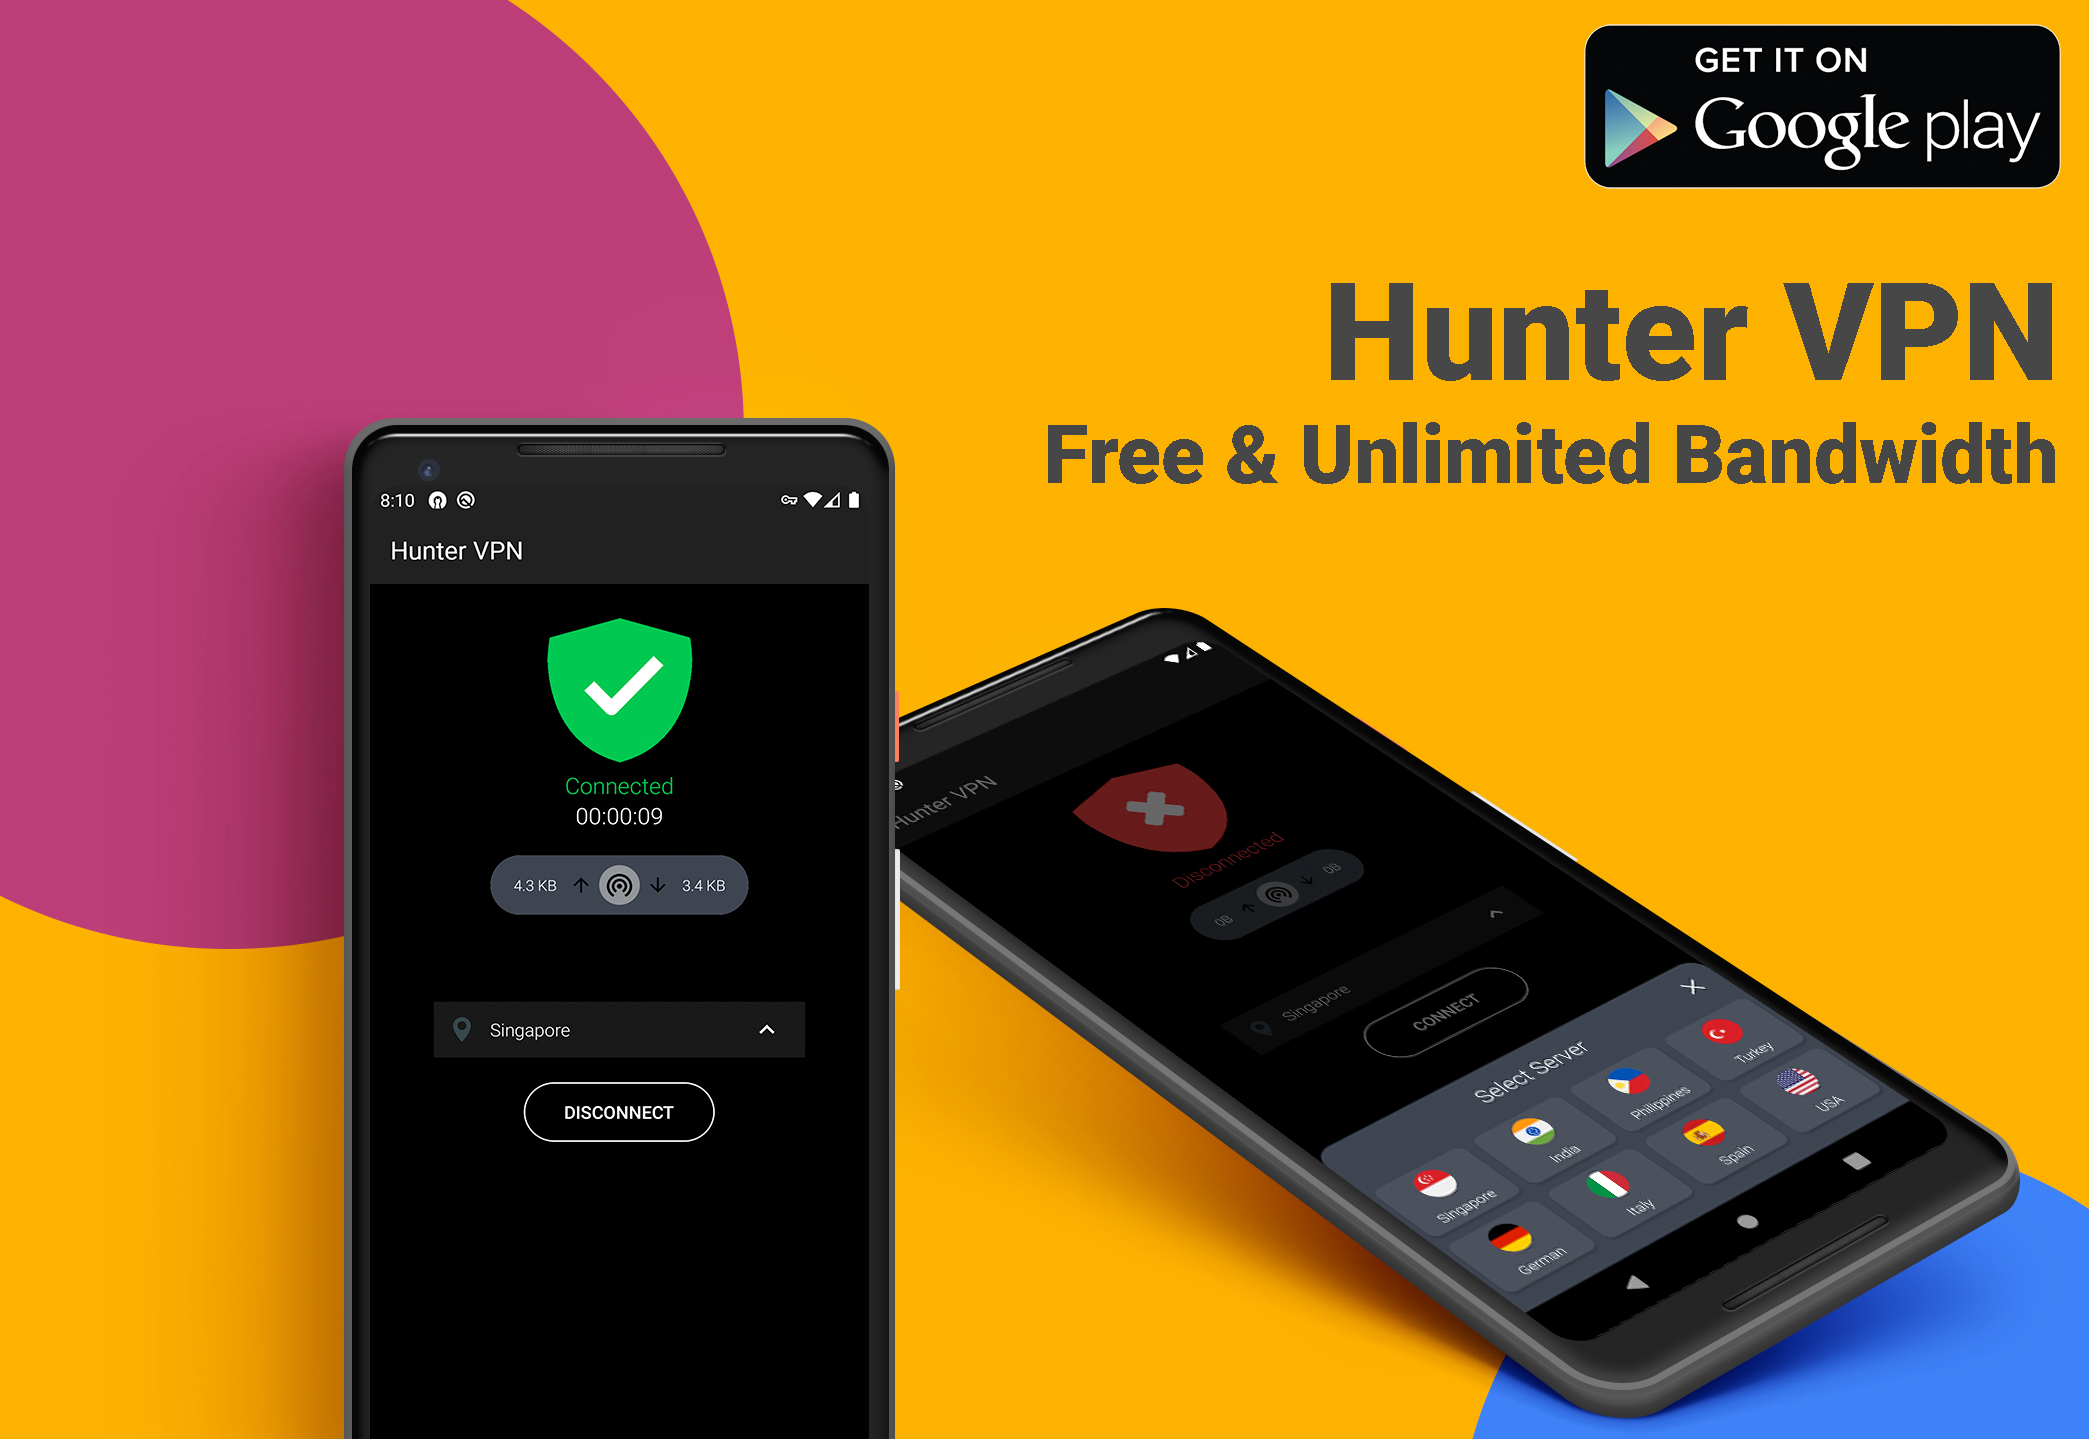 GET IT ON
Google play
Hunter VPN
Free & Unlimited Bandwidth
8:10
Hunter VPN
Connected
00:00:09
4.3 KB 3.4 KB
Singapore
DISCONNECT
Hunter VPN
Disconnected
0B 0B
Singapore
CONNECT
Select Server
Singapore India Philippines Turkey
German Italy Spain USA